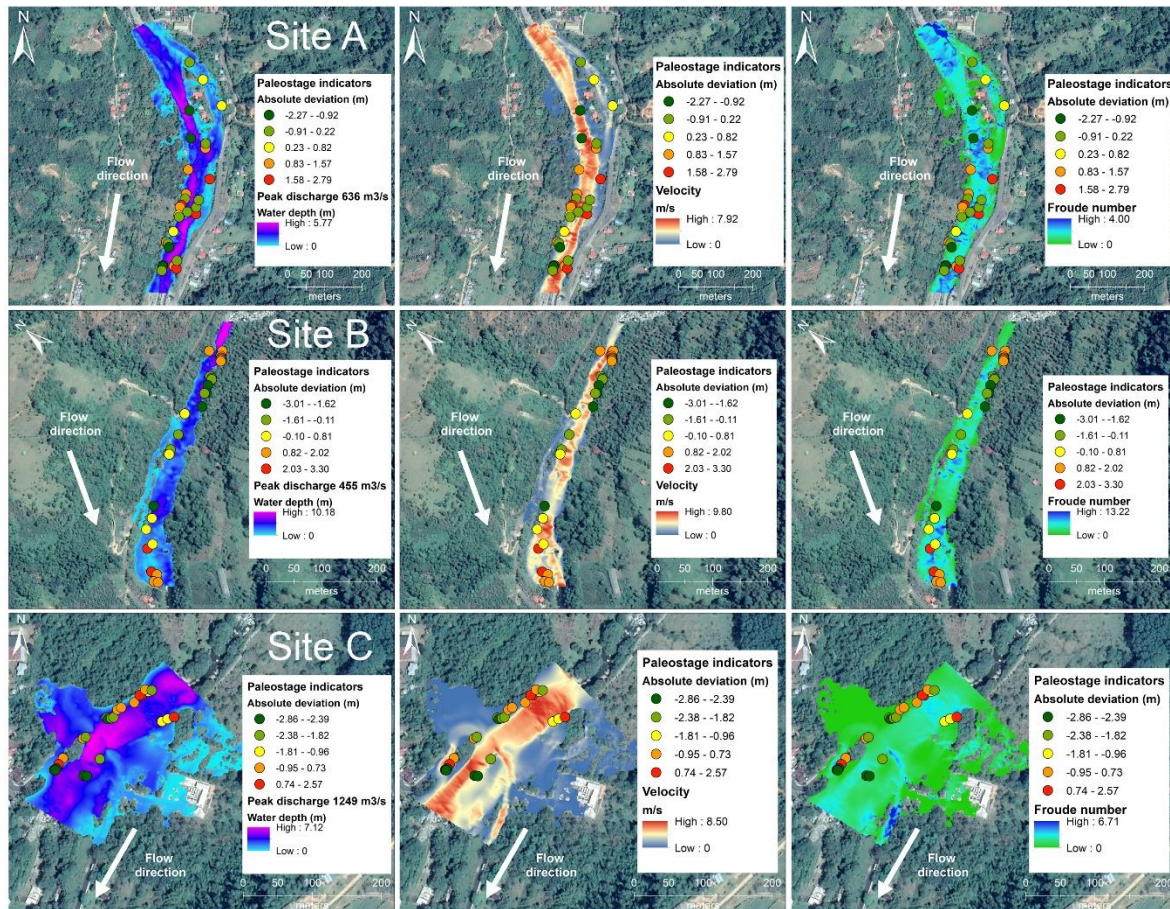 N
Site A
Paleostage indicators
Absolute deviation (m)
-2.27 - -0.92
-0.91 - 0.22
0.23 - 0.82
0.83 - 1.57
1.58 - 2.79
Peak discharge 636 m3/s
Water depth (m)
High : 5.77
Low : 0
Flow
direction
0 50 100 200
meters
N
Paleostage indicators
Absolute deviation (m)
-2.27 - -0.92
-0.91 - 0.22
0.23 - 0.82
0.83 - 1.57
1.58 - 2.79
Velocity
m/s
High : 7.92
Low : 0
Flow
direction
0 50 100 200
meters
N
Paleostage indicators
Absolute deviation (m)
-2.27 - -0.92
-0.91 - 0.22
0.23 - 0.82
0.83 - 1.57
1.58 - 2.79
Froude number
High : 4.00
Low : 0
Flow
direction
0 50 100 200
meters
N
Site B
Paleostage indicators
Absolute deviation (m)
-3.01 - -1.62
-1.61 - -0.11
-0.10 - 0.81
0.82 - 2.02
2.03 - 3.30
Peak discharge 455 m3/s
Water depth (m)
High : 10.18
Low : 0
Flow
direction
0 50 100 200
meters
N
Paleostage indicators
Absolute deviation (m)
-3.01 - -1.62
-1.61 - -0.11
-0.10 - 0.81
0.82 - 2.02
2.03 - 3.30
Velocity
m/s
High : 9.80
Low : 0
Flow
direction
0 50 100 200
meters
N
Paleostage indicators
Absolute deviation (m)
-3.01 - -1.62
-1.61 - -0.11
-0.10 - 0.81
0.82 - 2.02
2.03 - 3.30
Froude number
High : 13.22
Low : 0
Flow
direction
0 50 100 200
meters
N
Site C
Paleostage indicators
Absolute deviation (m)
-2.86 - -2.39
-2.38 - -1.82
-1.81 - -0.96
-0.95 - 0.73
0.74 - 2.57
Peak discharge 1249 m3/s
Water depth (m)
High : 7.12
Low : 0
Flow
direction
0 50 100 200
meters
N
Paleostage indicators
Absolute deviation (m)
-2.86 - -2.39
-2.38 - -1.82
-1.81 - -0.96
-0.95 - 0.73
0.74 - 2.57
Velocity
m/s
High : 8.50
Low : 0
Flow
direction
0 50 100 200
meters
N
Paleostage indicators
Absolute deviation (m)
-2.86 - -2.39
-2.38 - -1.82
-1.81 - -0.96
-0.95 - 0.73
0.74 - 2.57
Froude number
High : 6.71
Low : 0
Flow
direction
0 50 100 200
meters